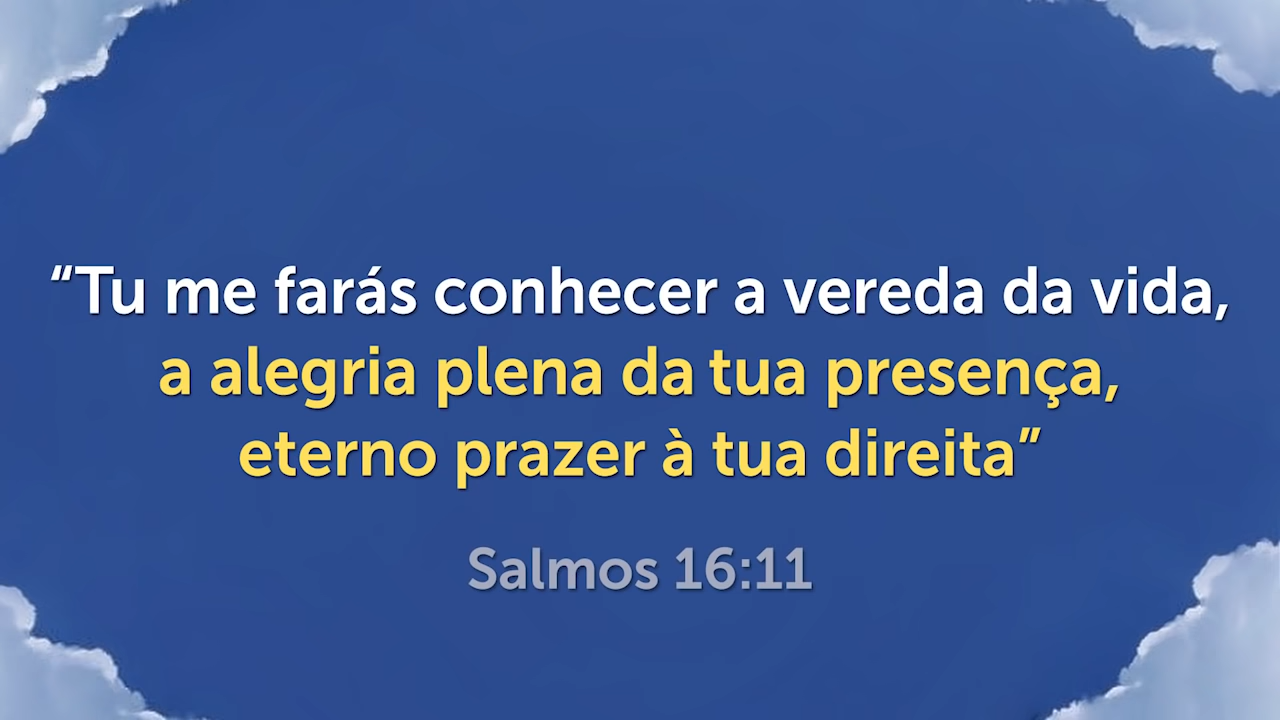 “Tu me farás conhecer a vereda da vida,
a alegria plena da tua presença,
eterno prazer à tua direita”
Salmos 16:11